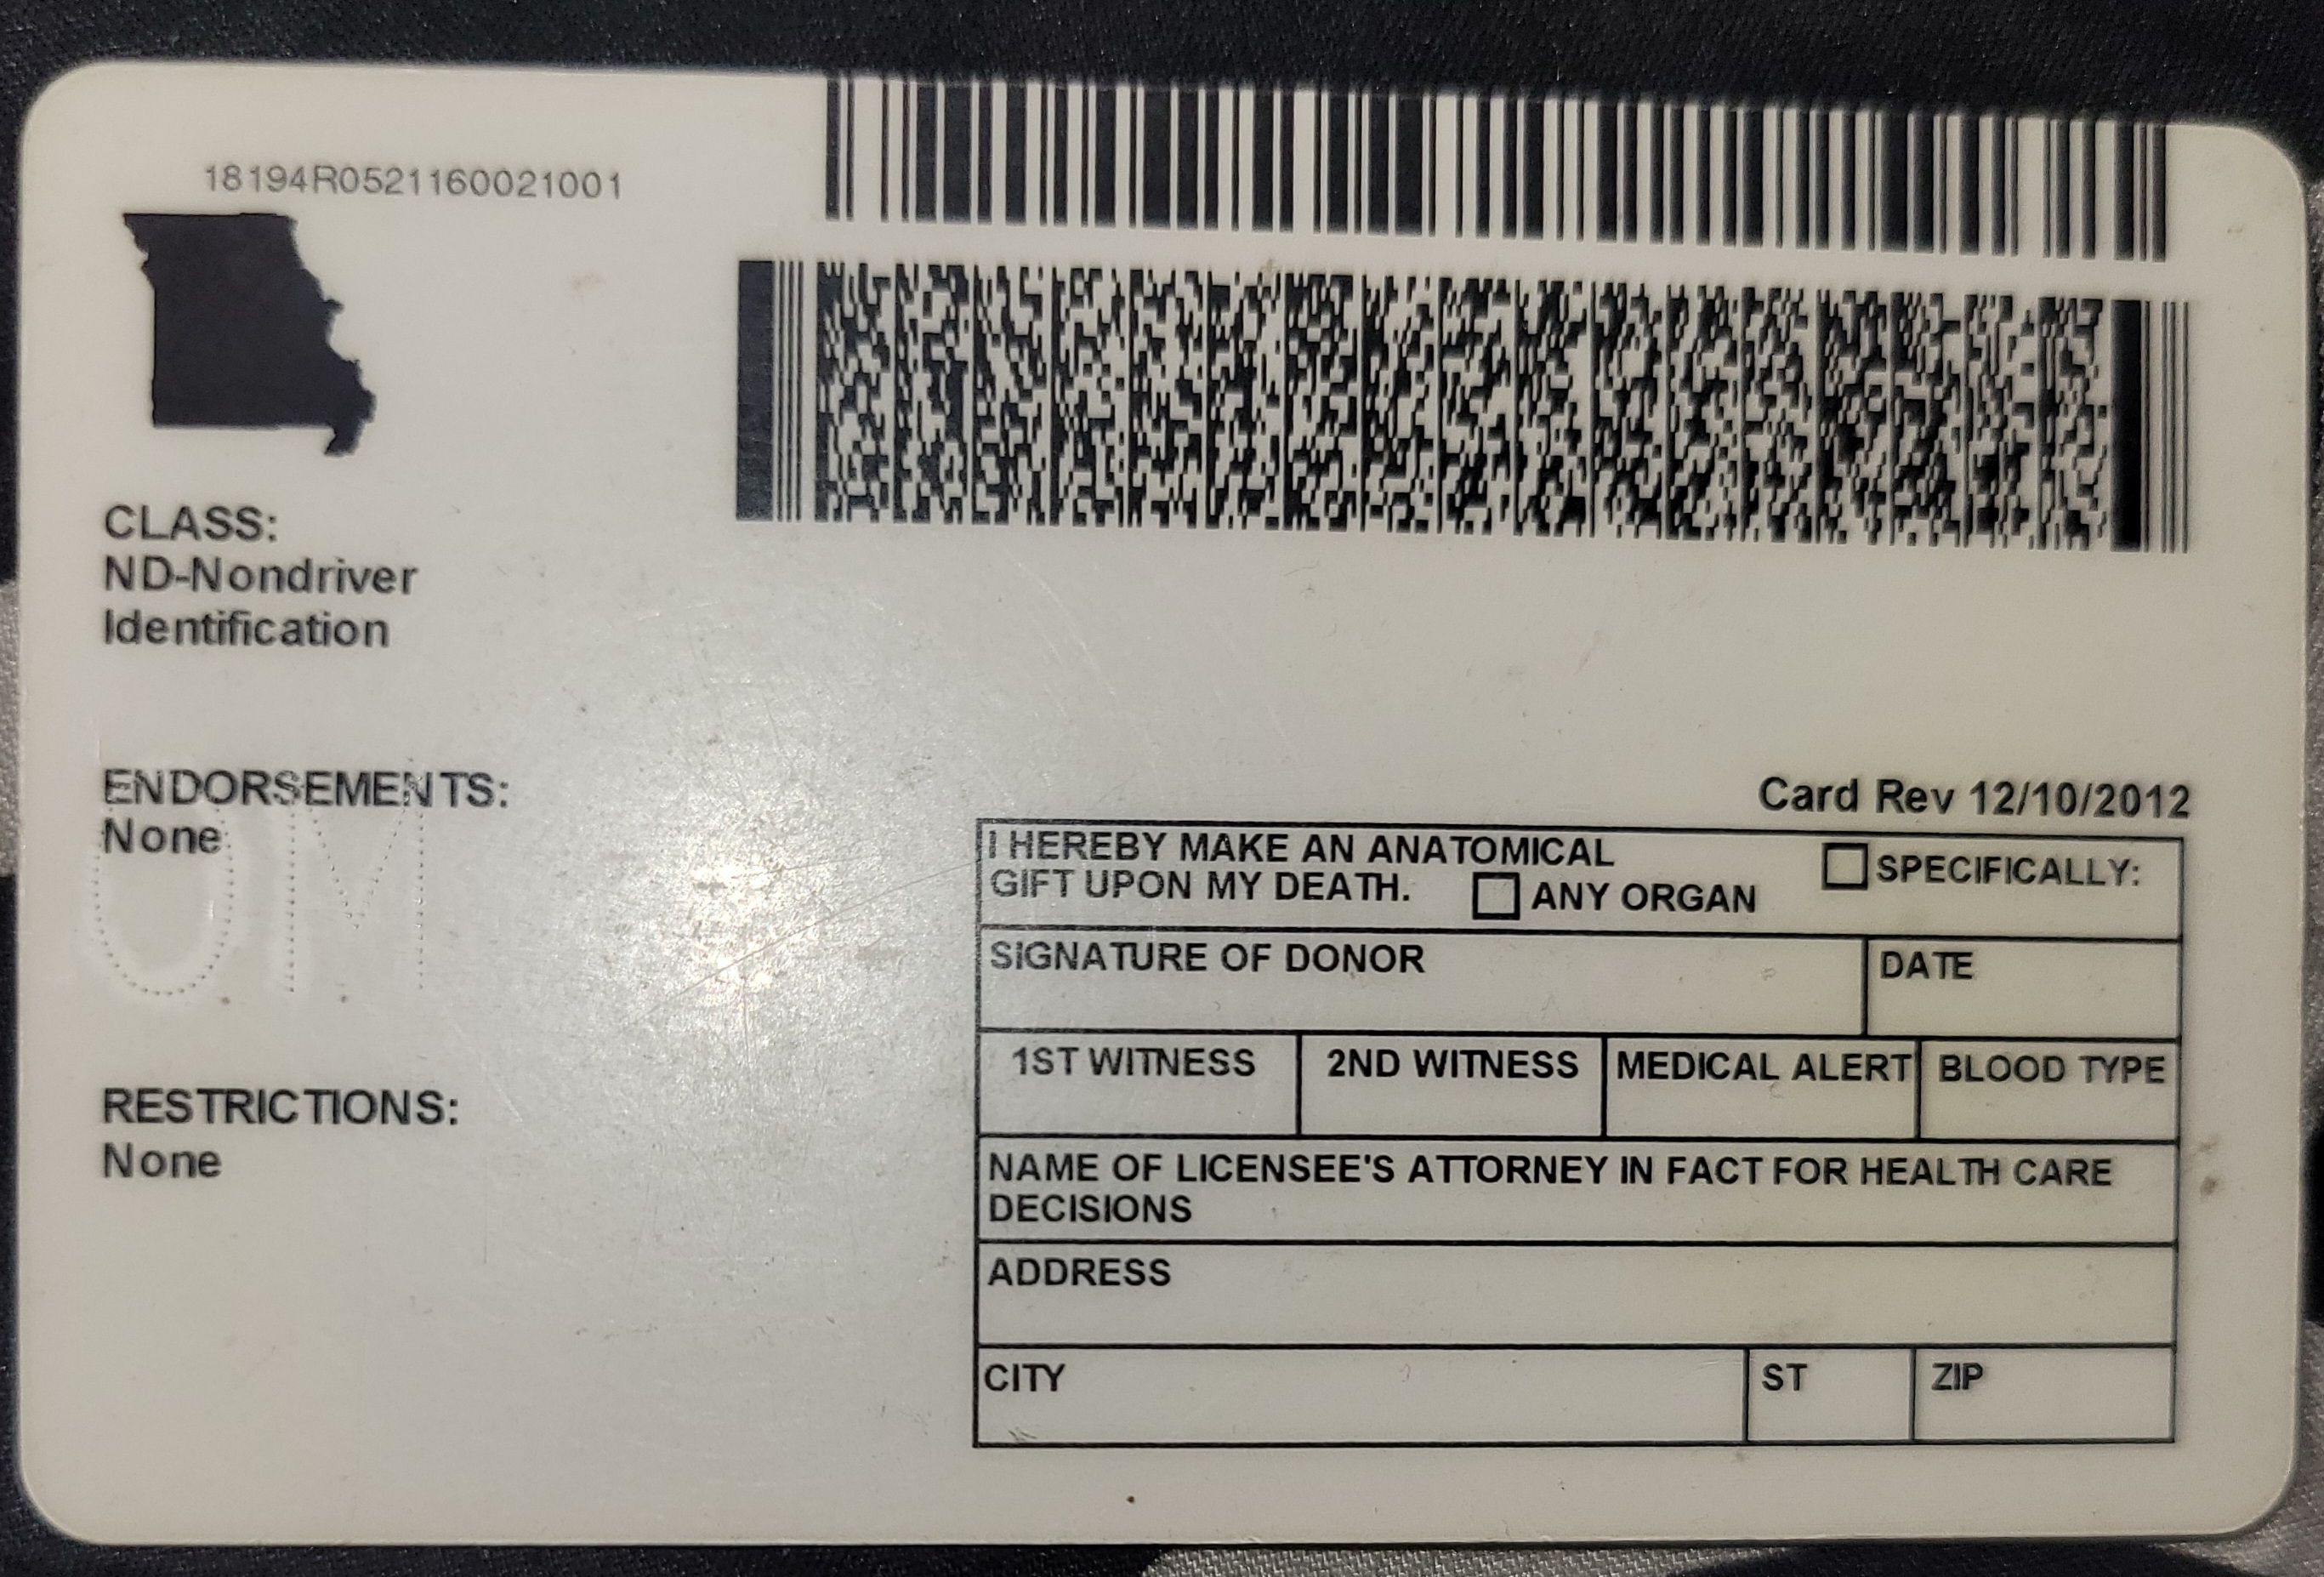 18194R0521160021001
CLASS:
ND-Nondriver
Identification
ENDORSEMENTS:
None
OM
RESTRICTIONS:
None
Card Rev 12/10/2012
I HEREBY MAKE AN ANATOMICAL
GIFT UPON MY DEATH. ANY ORGAN SPECIFICALLY:
SIGNATURE OF DONOR DATE
1ST WITNESS 2ND WITNESS MEDICAL ALERT BLOOD TYPE
NAME OF LICENSEE'S ATTORNEY IN FACT FOR HEALTH CARE
DECISIONS
ADDRESS
CITY ST ZIP